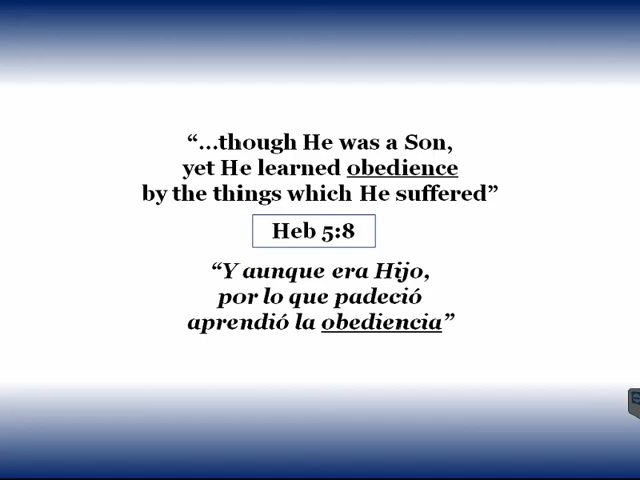 “...though He was a Son,
yet He learned obedience
by the things which He suffered”
Heb 5:8
“Y aunque era Hijo,
por lo que padeció
aprendió la obediencia”